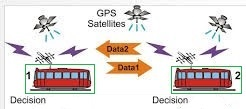 GPS
Satellites
Data2
Data1
1
2
Decision
Decision